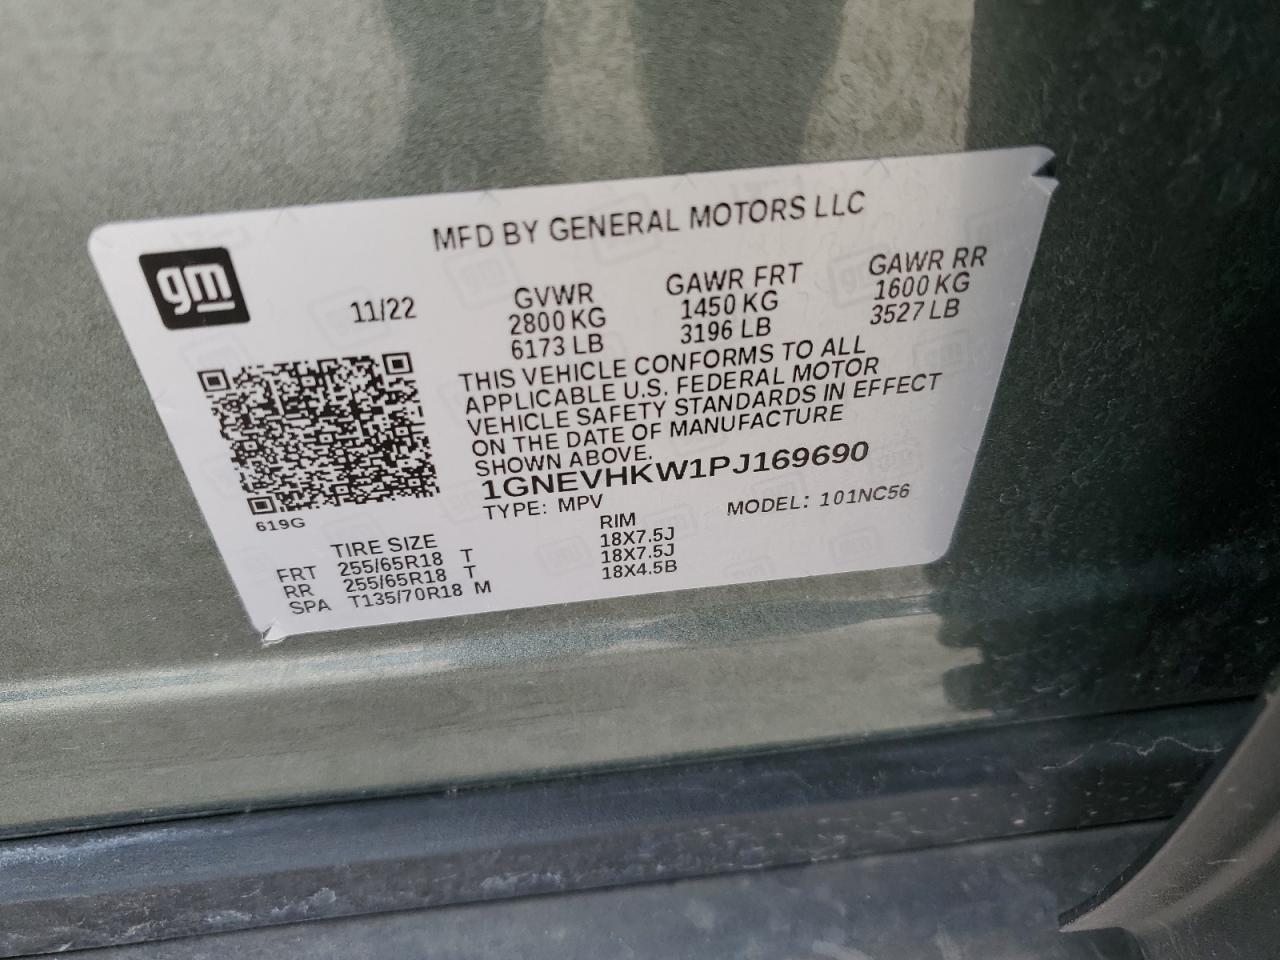 MFD BY GENERAL MOTORS LLC
gm
11/22
GVWR
2800 KG
6173 LB
GAWR FRT
1450 KG
3196 LB
GAWR RR
1600 KG
3527 LB
THIS VEHICLE CONFORMS TO ALL
APPLICABLE U.S. FEDERAL MOTOR
VEHICLE SAFETY STANDARDS IN EFFECT
ON THE DATE OF MANUFACTURE
SHOWN ABOVE.
1GNEVHKW1PJ169690
TYPE: MPV
MODEL: 101NC56
619G
TIRE SIZE RIM
FRT 255/65R18 T 18X7.5J
RR 255/65R18 T 18X7.5J
SPA T135/70R18 M 18X4.5B